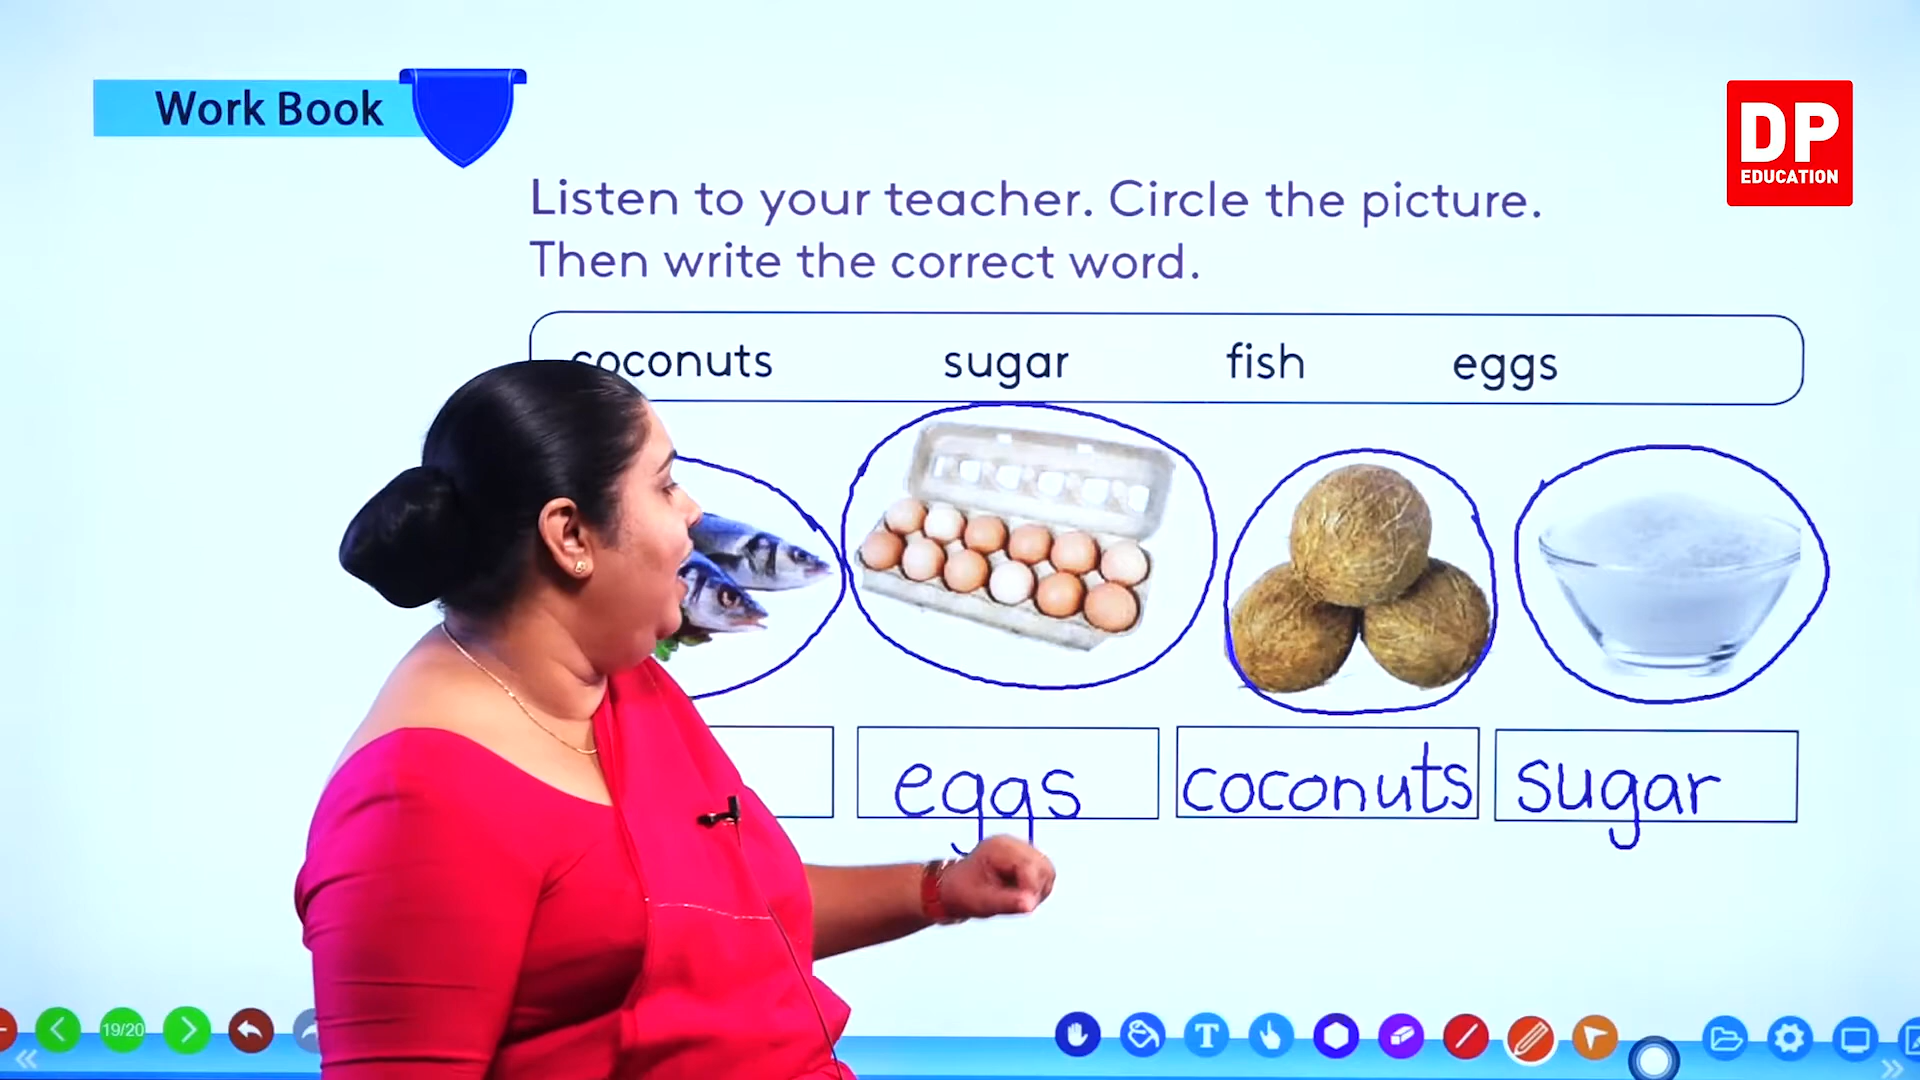 Work Book
DP
EDUCATION
Listen to your teacher. Circle the picture.
Then write the correct word.
coconuts sugar fish eggs
eggs coconuts sugar
19/20
T